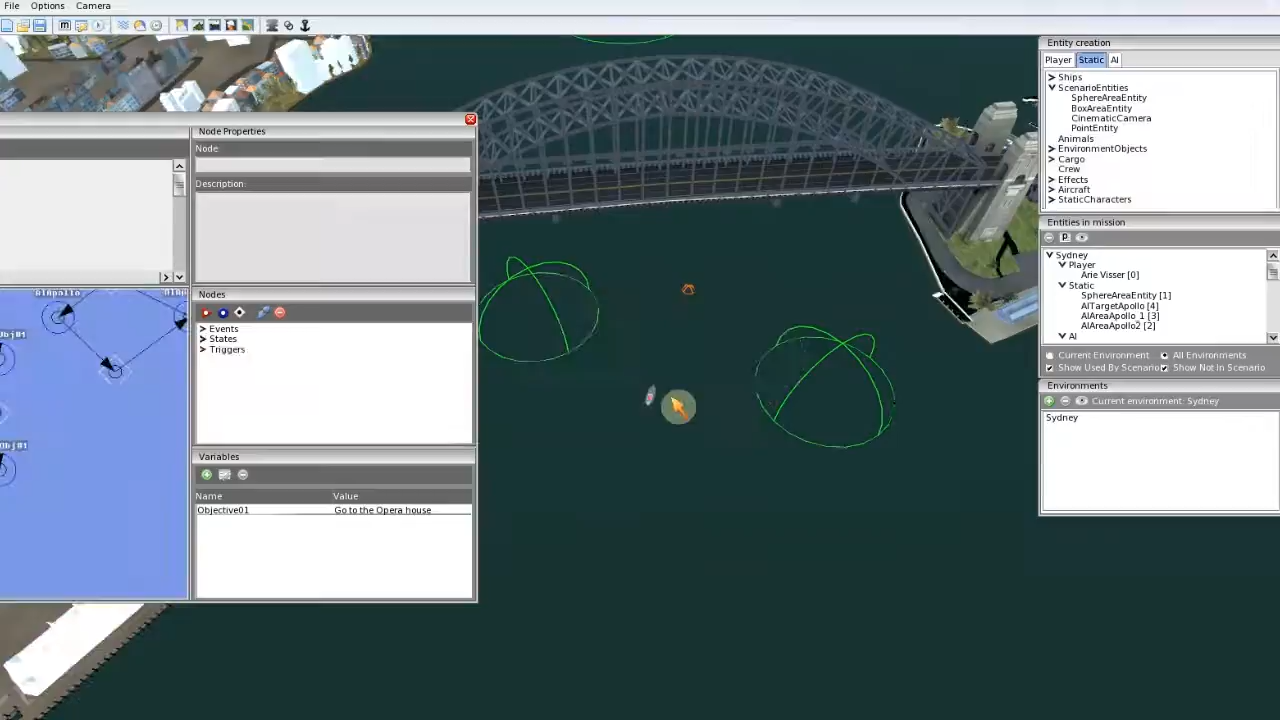 File Options Camera
m
Entity creation
Player Static AI
Ships
ScenarioEntities
SphereAreaEntity
BoxAreaEntity
CinematicCamera
PointEntity
Animals
EnvironmentObjects
Cargo
Crew
Effects
Aircraft
StaticCharacters
Entities in mission
P
Sydney
Player
Arie Visser [0]
Static
SphereAreaEntity [1]
AITargetApollo [4]
AIAreaApollo_1 [3]
AIAreaApollo2 [2]
AI
Current Environment All Environments
Show Used By Scenario Show Not In Scenario
Environments
Current environment: Sydney
Sydney
Node Properties
Node:
Description:
Nodes
Events
States
Triggers
Variables
Name Value
Objective01 Go to the Opera house
AIApollo